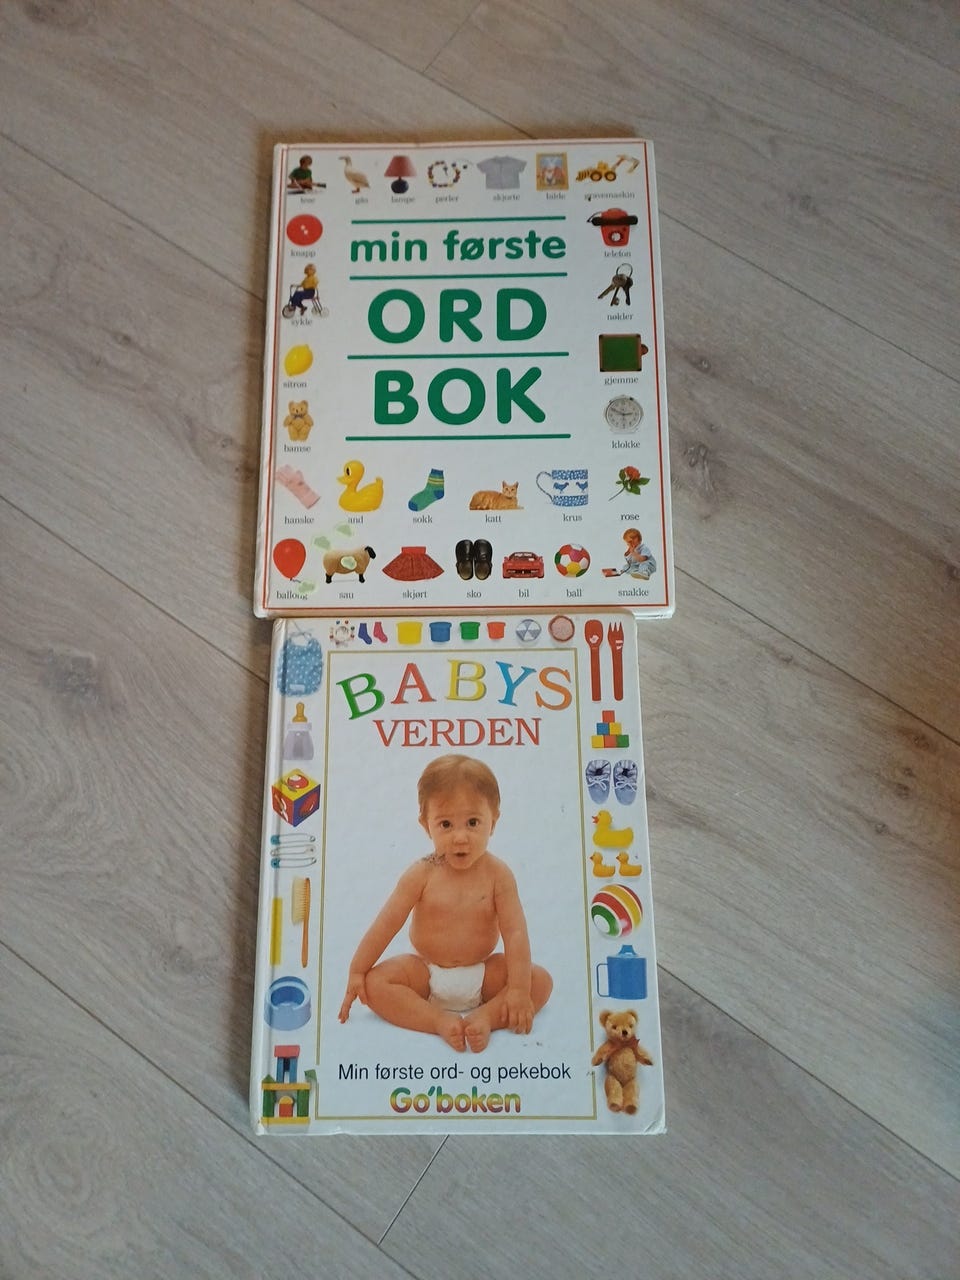 lese gås lampe perler skjorte bilde gravemaskin
min første
ORD
BOK
knapp
telefon
sykle
nøkler
sitron
gjemme
bamse
klokke
hanske and sokk katt krus rose
ballong sau skjørt sko bil ball snakke
BABYS
VERDEN
Min første ord- og pekebok
Go'boken